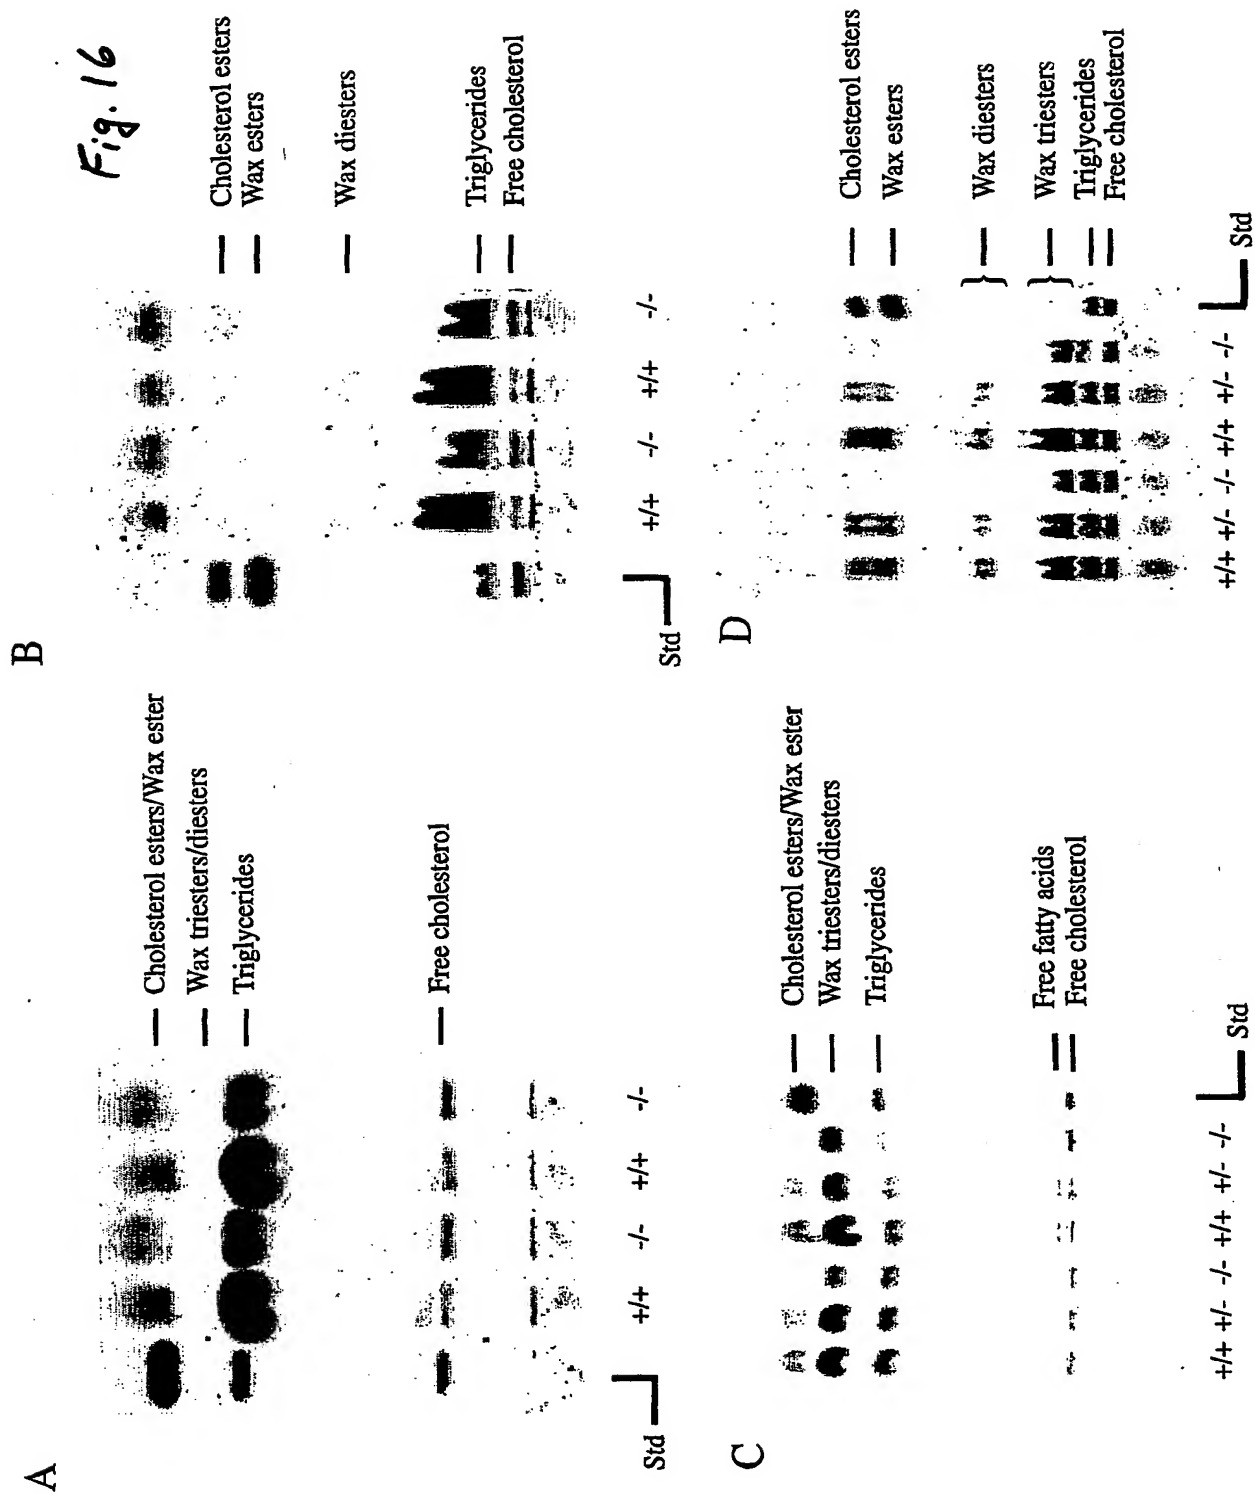 Fig. 16
A
Cholesterol esters/Wax ester
Wax triesters/diesters
Triglycerides
Free cholesterol
Std
+/+ -/- +/+ -/-
B
Cholesterol esters
Wax esters
Wax diesters
Triglycerides
Free cholesterol
Std
+/+ -/- +/+ -/-
C
Cholesterol esters/Wax ester
Wax triesters/diesters
Triglycerides
Free fatty acids
Free cholesterol
+/+ +/- -/- +/+ +/- -/-
Std
D
Cholesterol esters
Wax esters
Wax diesters
Wax triesters
Triglycerides
Free cholesterol
+/+ +/- -/- +/+ +/- -/-
Std